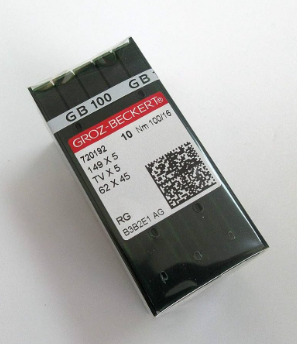 GB 100 GB 1
GROZ-BECKERT®
720192 10 Nm 100/16
149 X 5
TV X 5
62 X 45
RG
B3B2E1 AG